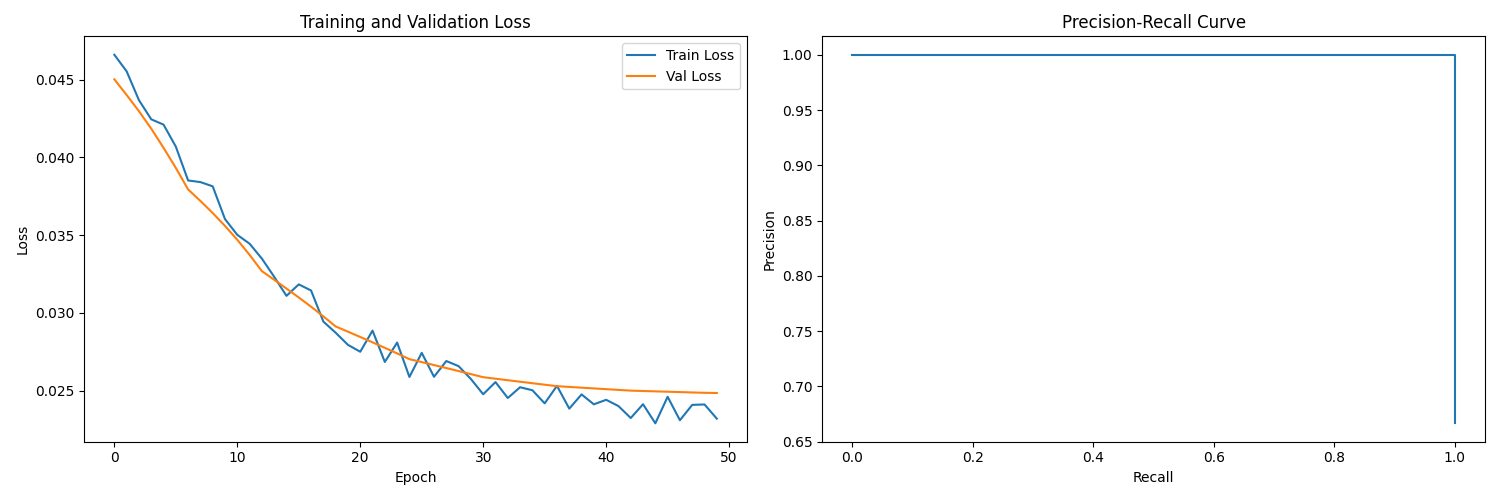 Training and Validation Loss
Train Loss
Val Loss
0.045
0.040
0.035
0.030
0.025
Loss
0 10 20 30 40 50
Epoch
Precision-Recall Curve
1.00
0.95
0.90
0.85
0.80
0.75
0.70
0.65
Precision
0.0 0.2 0.4 0.6 0.8 1.0
Recall